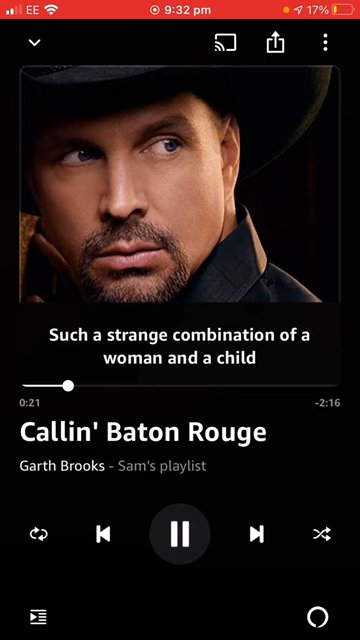 EE 9:32 pm 17%
Such a strange combination of a
woman and a child
0:21 -2:16
Callin' Baton Rouge
Garth Brooks - Sam's playlist